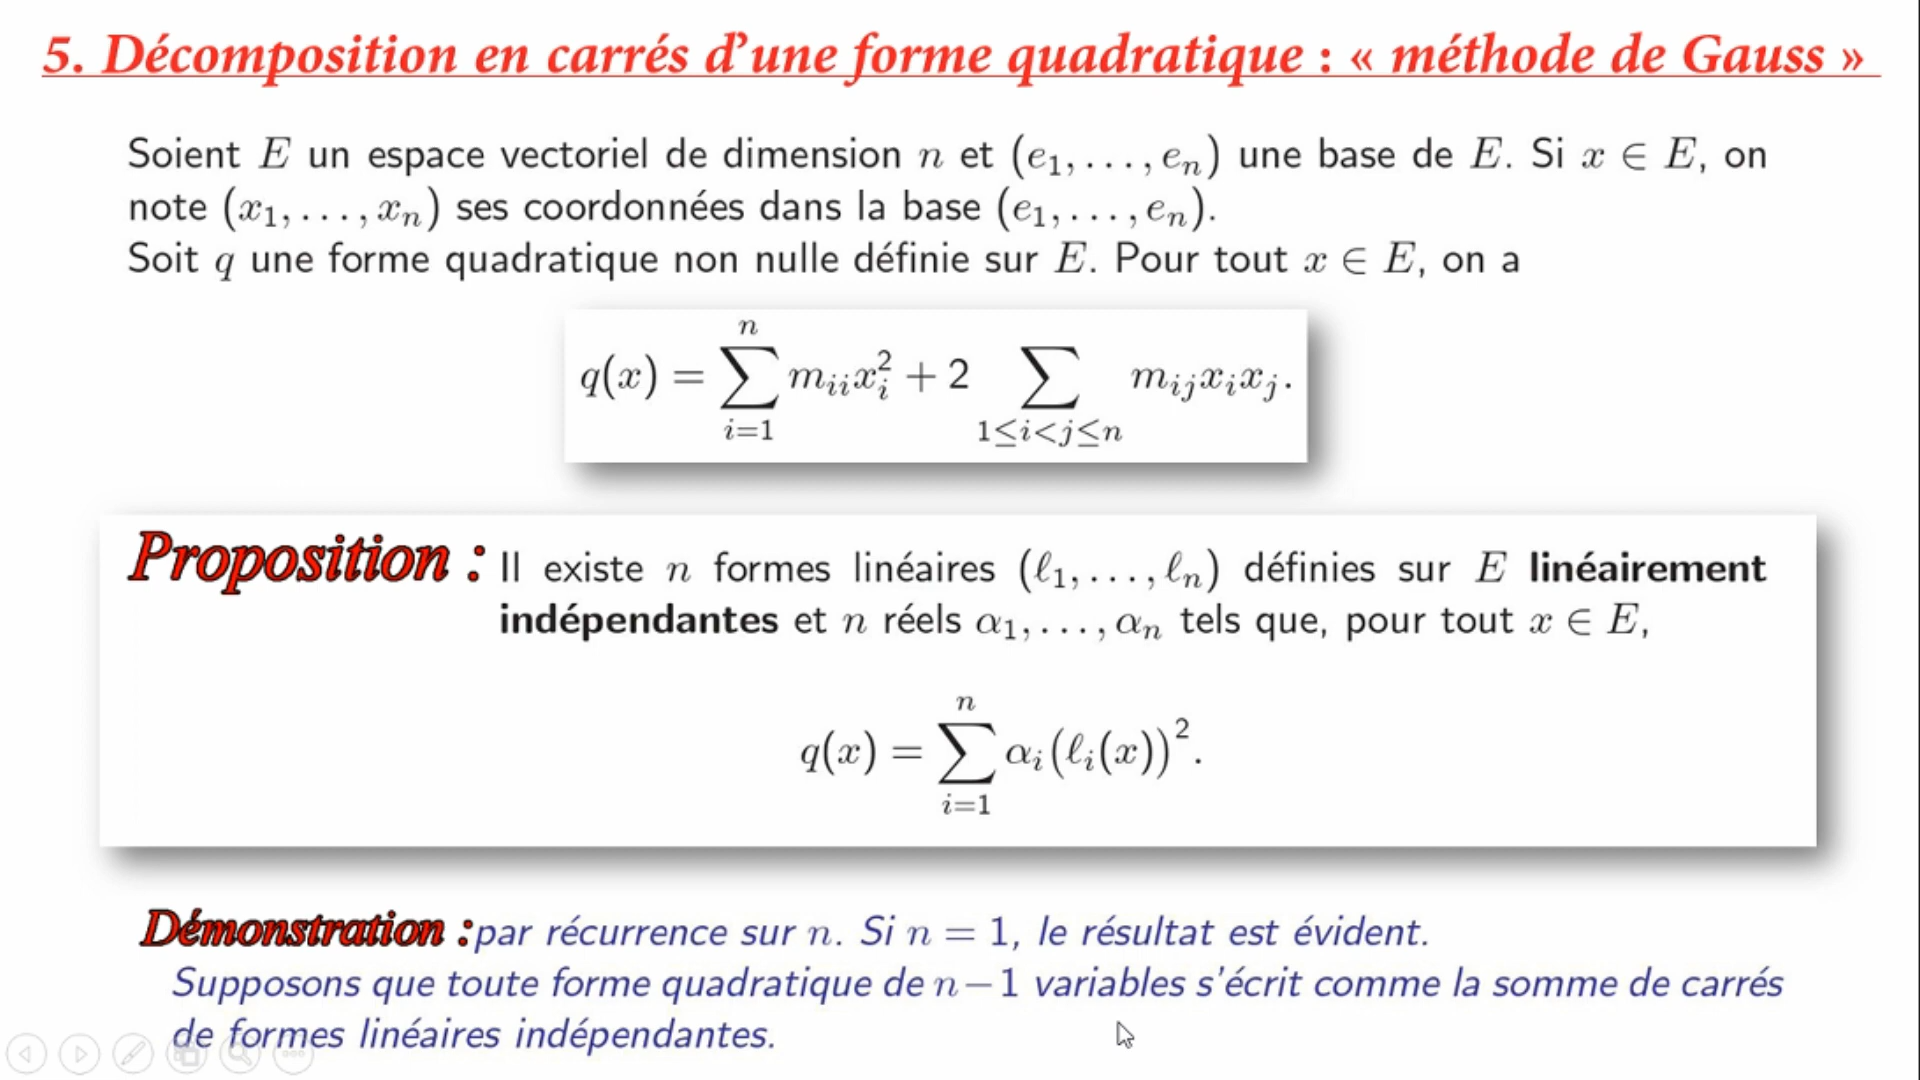 5. Décomposition en carrés d'une forme quadratique : « méthode de Gauss »
Soient E un espace vectoriel de dimension n et (e₁, . . . , eₙ) une base de E. Si x ∈ E, on
note (x₁, . . . , xₙ) ses coordonnées dans la base (e₁, . . . , eₙ).
Soit q une forme quadratique non nulle définie sur E. Pour tout x ∈ E, on a
q(x) = ∑_{i=1}^{n} m_{ii}x_i^2 + 2 ∑_{1≤i<j≤n} m_{ij}x_ix_j.
Proposition : Il existe n formes linéaires (ℓ₁, . . . , ℓₙ) définies sur E linéairement
indépendantes et n réels α₁, . . . , αₙ tels que, pour tout x ∈ E,
q(x) = ∑_{i=1}^{n} α_i(ℓ_i(x))^2.
Démonstration : par récurrence sur n. Si n = 1, le résultat est évident.
Supposons que toute forme quadratique de n−1 variables s'écrit comme la somme de carrés
de formes linéaires indépendantes.